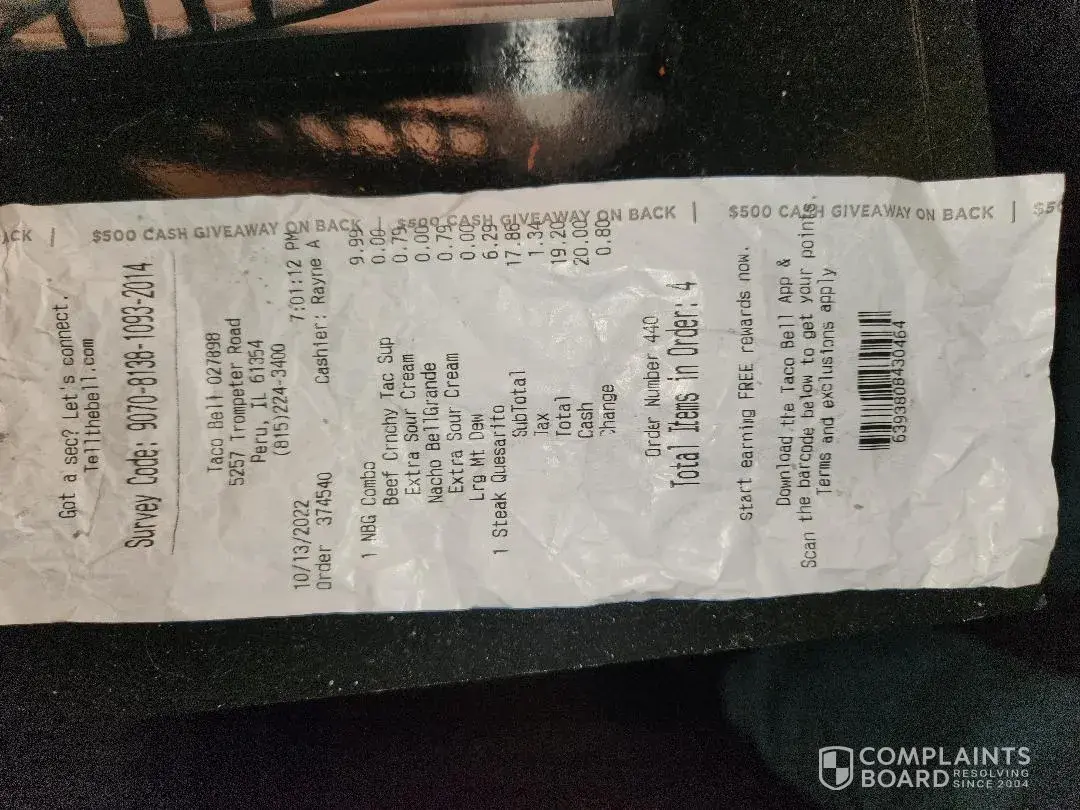 ACK | $500 CASH GIVEAWAY ON BACK | $500 CASH GIVEAWAY ON BACK | $500 CASH GIVEAWAY ON BACK | $5
Got a sec? Let's connect.
Tellthebell.com
Survey Code: 9070-8138-1093-2014
Taco Bell 027898
5257 Trompeter Road
Peru, IL 61354
(815)224-3400
10/13/2022 7:01:12 PM
Order 374540 Cashier: Rayne A
1 NBG Combo 9.99
Beef Crnchy Tac Sup 0.00
Extra Sour Cream 0.79
Nacho BellGrande 0.00
Extra Sour Cream 0.79
Lrg Mt Dew 0.00
1 Steak Quesarito 6.29
SubTotal 17.86
Tax 1.34
Total 19.20
Cash 20.00
Change 0.80
Order Number 440
Total Items in Order: 4
Start earning FREE rewards now.
Download the Taco Bell App &
Scan the barcode below to get your points.
Terms and exclusions apply
6393808430464
COMPLAINTS
BOARD RESOLVING
SINCE 2004